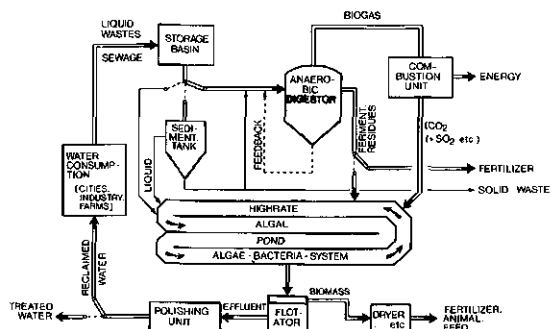 BIOGAS
LIQUID
WASTES
SEWAGE
STORAGE
BASIN
ANAERO-
BIC
DIGESTOR
COM-
BUSTION
UNIT
ENERGY
SEDI-
MENT
TANK
FEEDBACK
FERMENT.
RESIDUES
CO2
(+ SO2 etc)
WATER
CONSUMP-
TION
[CITIES,
INDUSTRY,
FARMS]
LIQUID
FERTILIZER
SOLID WASTE
HIGHRATE
ALGAL
POND
ALGAE - BACTERIA - SYSTEM
RECLAIMED
WATER
TREATED
WATER
POLISHING
UNIT
EFFLUENT
FLOT-
ATOR
BIOMASS
DRYER
etc
FERTILIZER,
ANIMAL
FEED